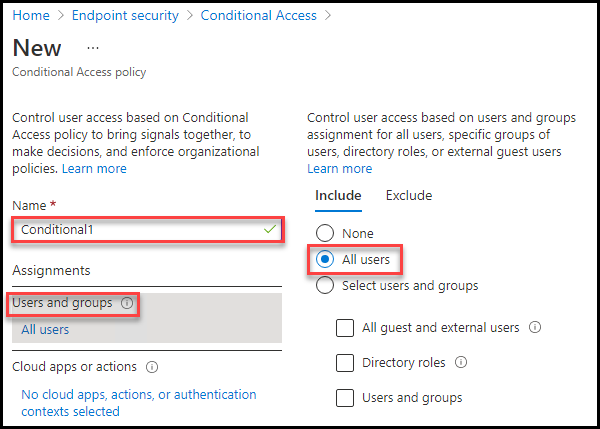 Home > Endpoint security > Conditional Access >
New ...
Conditional Access policy
Control user access based on Conditional
Access policy to bring signals together, to
make decisions, and enforce organizational
policies. Learn more
Name *
Conditional1
Assignments
Users and groups
All users
Cloud apps or actions
No cloud apps, actions, or authentication
contexts selected
Control user access based on users and groups
assignment for all users, specific groups of
users, directory roles, or external guest users
Learn more
Include Exclude
None
All users
Select users and groups
All guest and external users
Directory roles
Users and groups